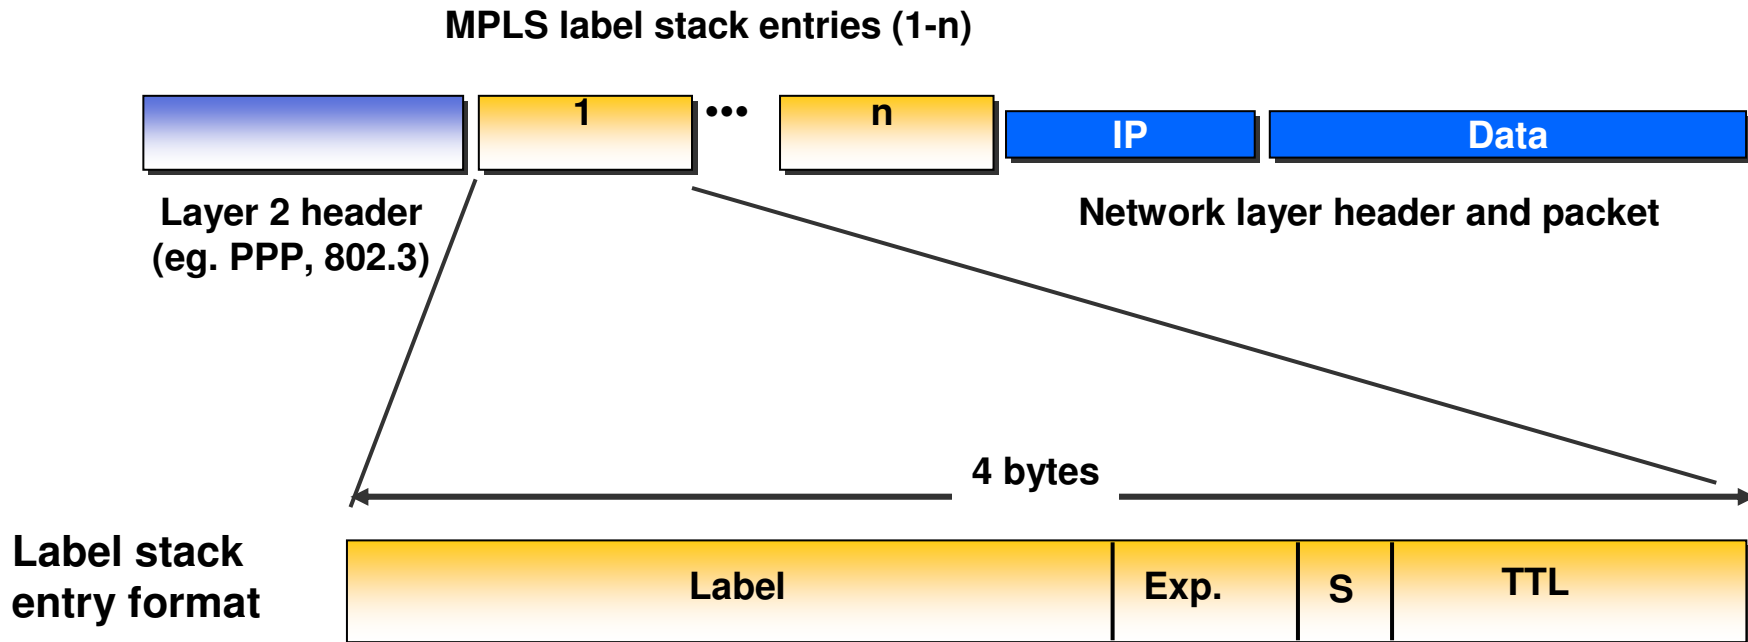 MPLS label stack entries (1-n)
1 ••• n IP Data
Layer 2 header
(eg. PPP, 802.3)
Network layer header and packet
4 bytes
Label stack
entry format
Label Exp. S TTL